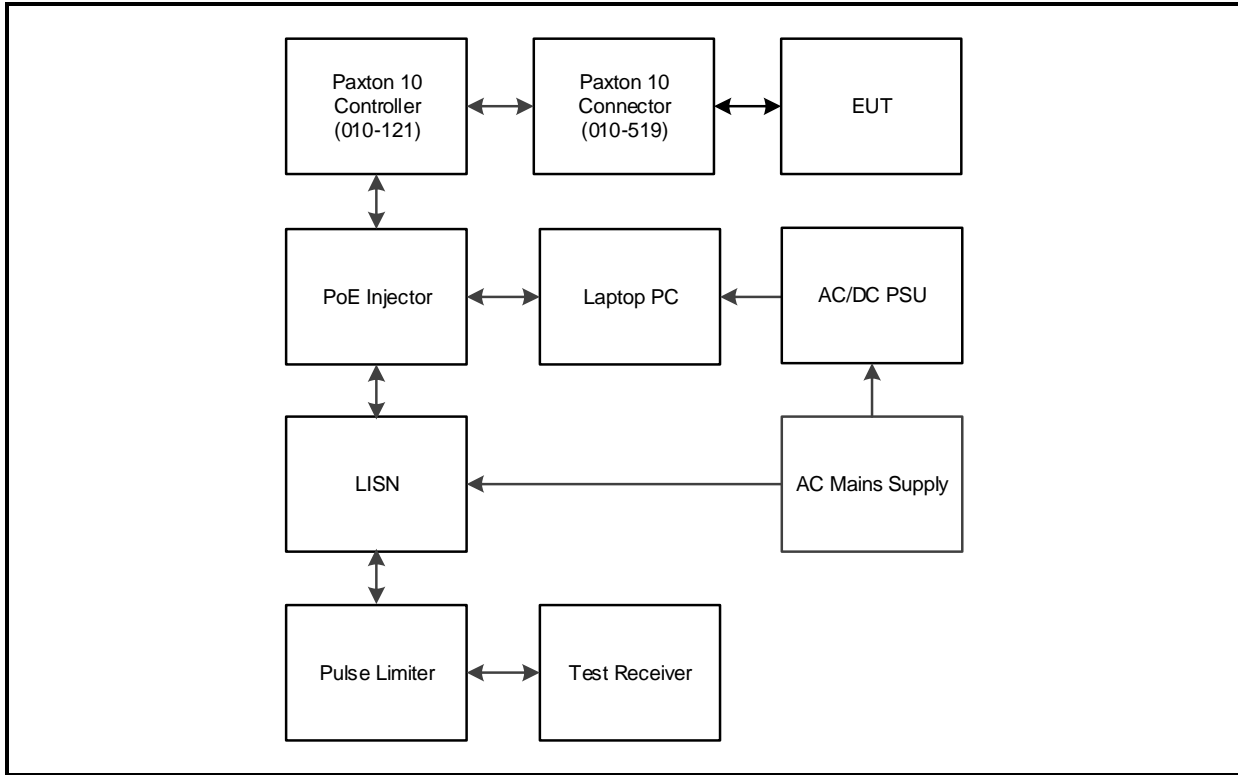 Paxton 10
Controller
(010-121)
Paxton 10
Connector
(010-519)
EUT
PoE Injector
Laptop PC
AC/DC PSU
LISN
AC Mains Supply
Pulse Limiter
Test Receiver